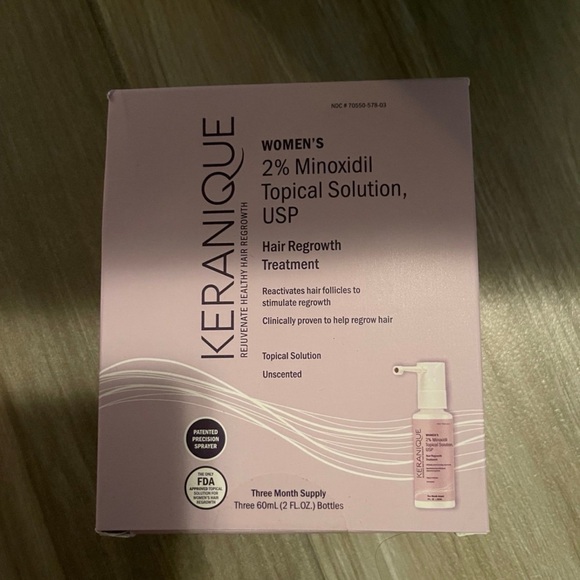 NDC # 70550-579-03
KERANIQUE
REJUVENATE HEALTHY HAIR REGROWTH
WOMEN'S
2% Minoxidil
Topical Solution,
USP
Hair Regrowth
Treatment
Reactivates hair follicles to
stimulate regrowth
Clinically proven to help regrow hair
Topical Solution
Unscented
PATENTED
PRECISION
SPRAYER
THE ONLY
FDA
APPROVED TOPICAL
SOLUTION FOR
WOMEN'S HAIR
REGROWTH
Three Month Supply
Three 60mL (2 FL.OZ.) Bottles
KERANIQUE
WOMEN'S
2% Minoxidil
Topical Solution,
USP
Hair Regrowth
Treatment